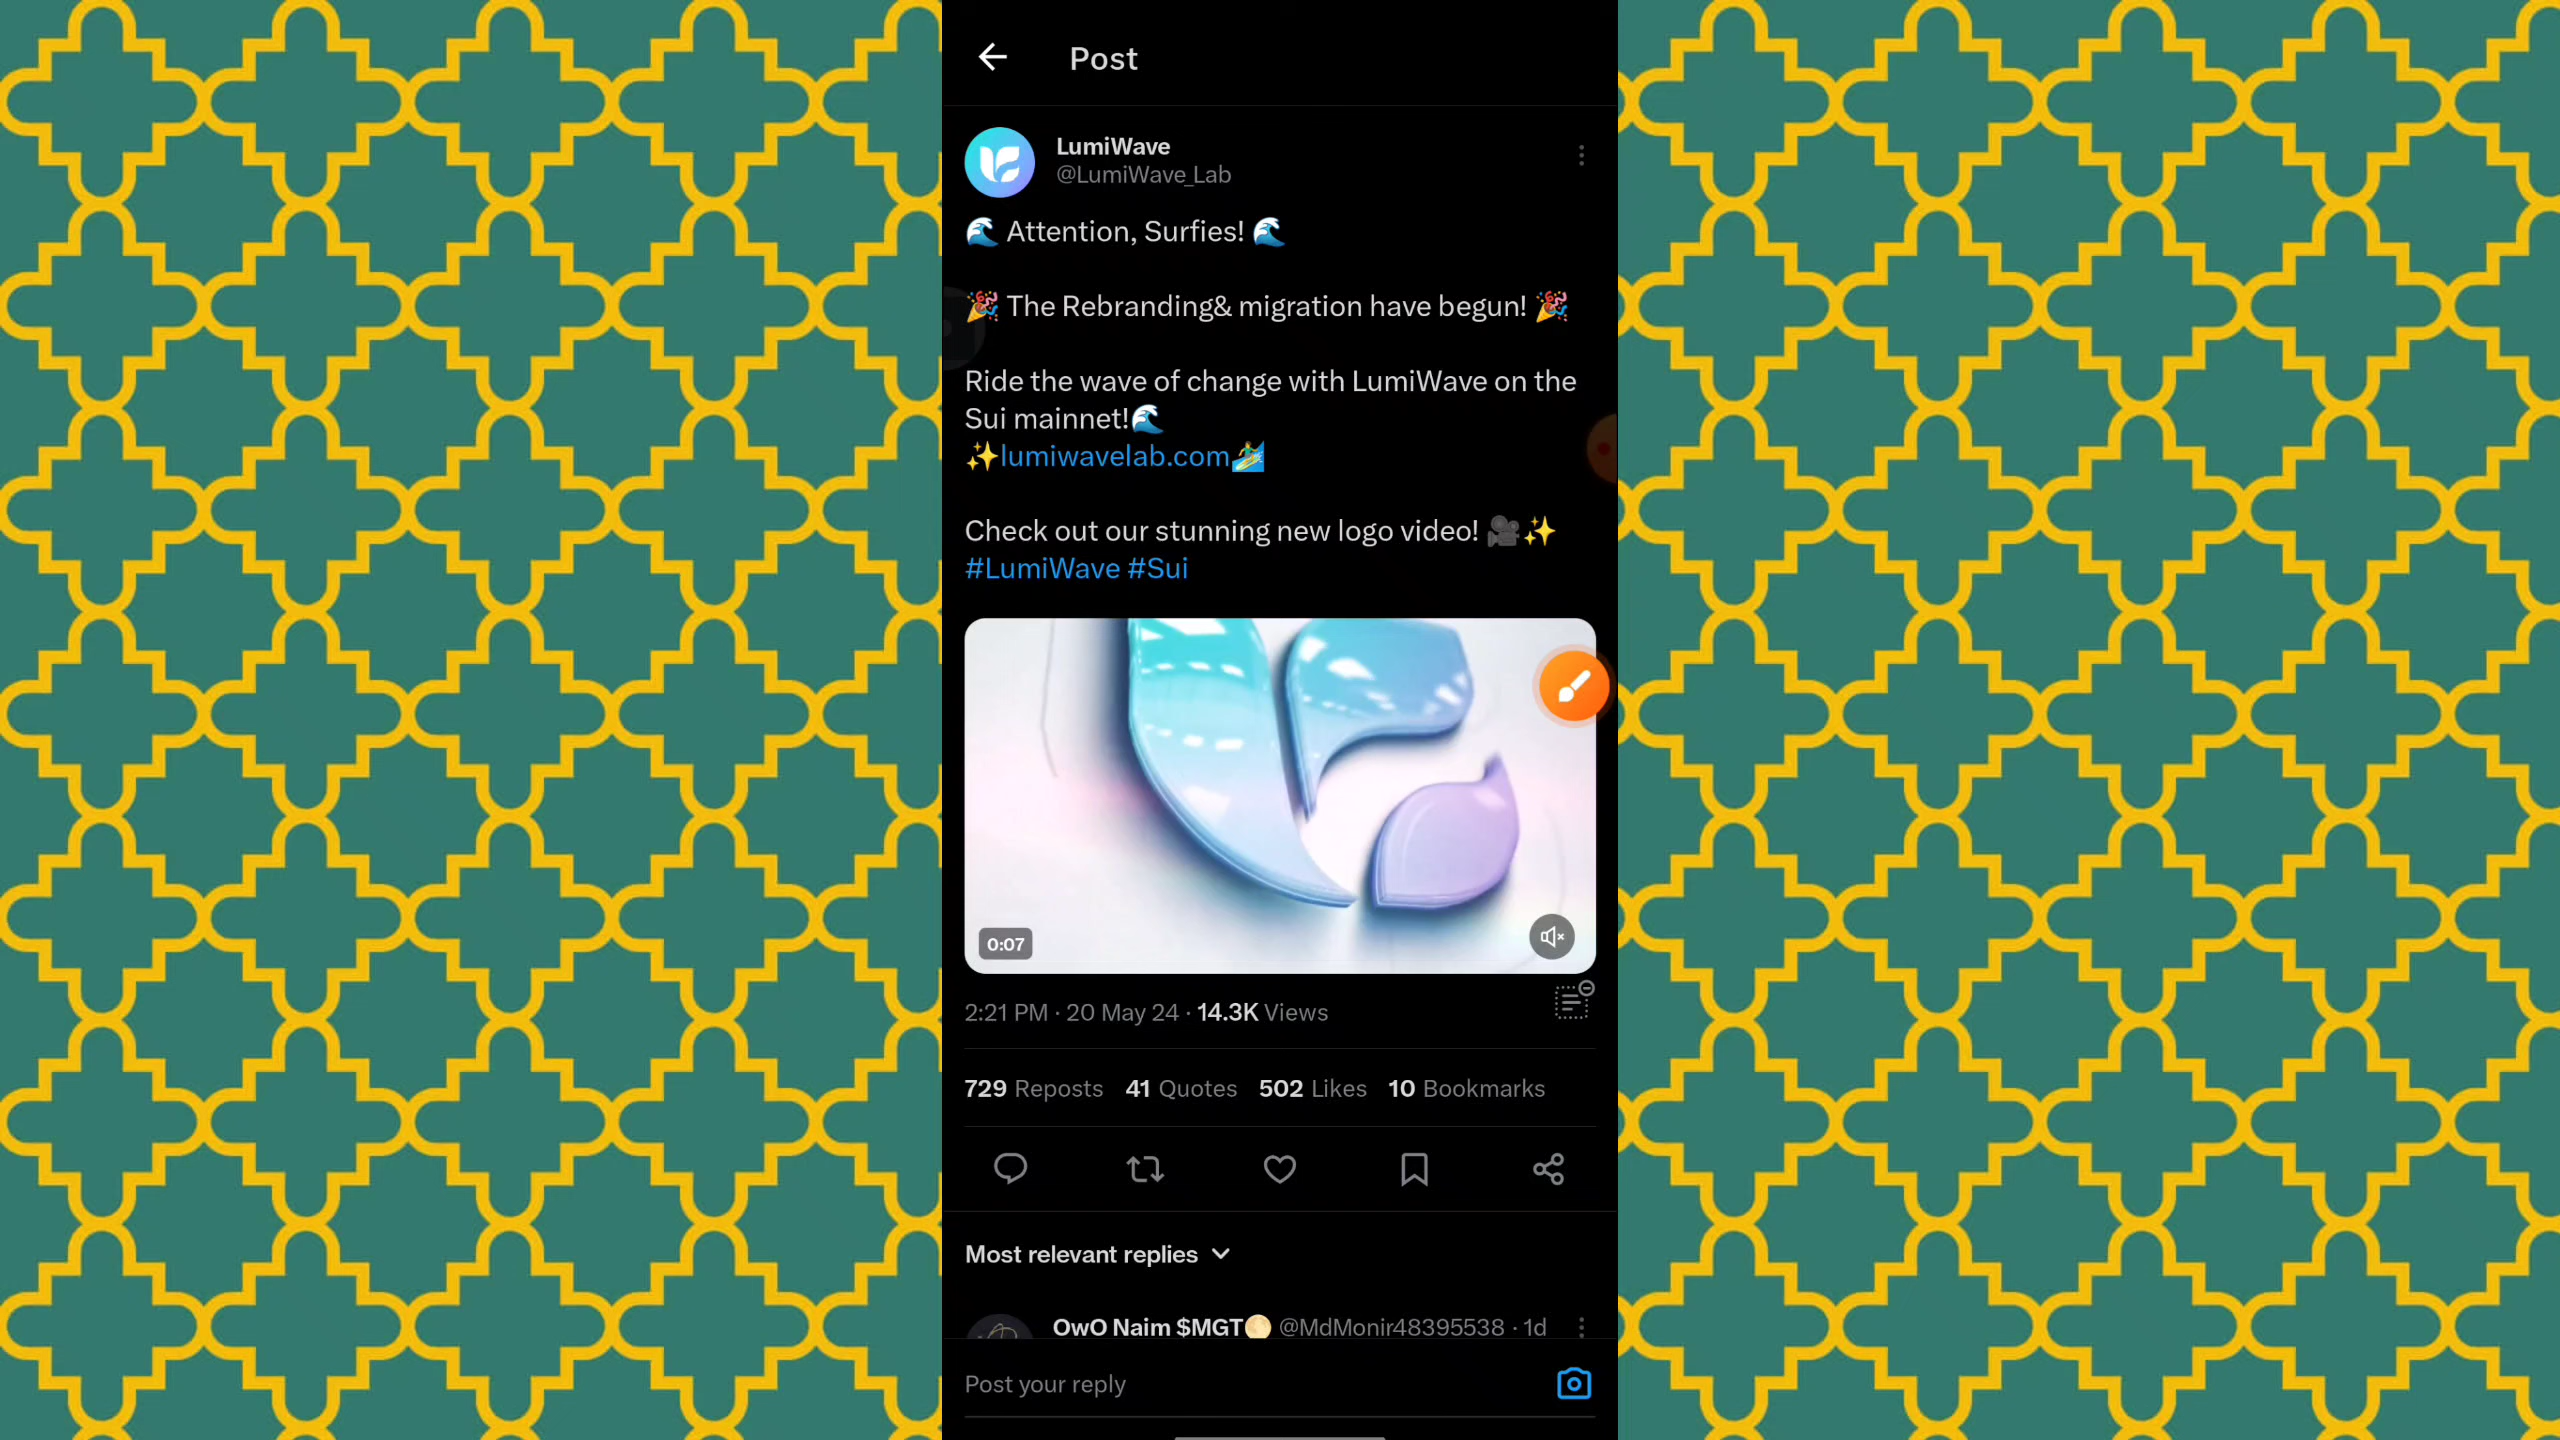 Post
LumiWave
@LumiWave_Lab
🌊 Attention, Surfies! 🌊
🎉 The Rebranding& migration have begun! 🎉
Ride the wave of change with LumiWave on the
Sui mainnet!🌊
✨lumiwavelab.com🏄
Check out our stunning new logo video! 🎥✨
#LumiWave #Sui
0:07
2:21 PM · 20 May 24 · 14.3K Views
729 Reposts 41 Quotes 502 Likes 10 Bookmarks
Most relevant replies
OwO Naim $MGT🌕 @MdMonir48395538 · 1d
Post your reply